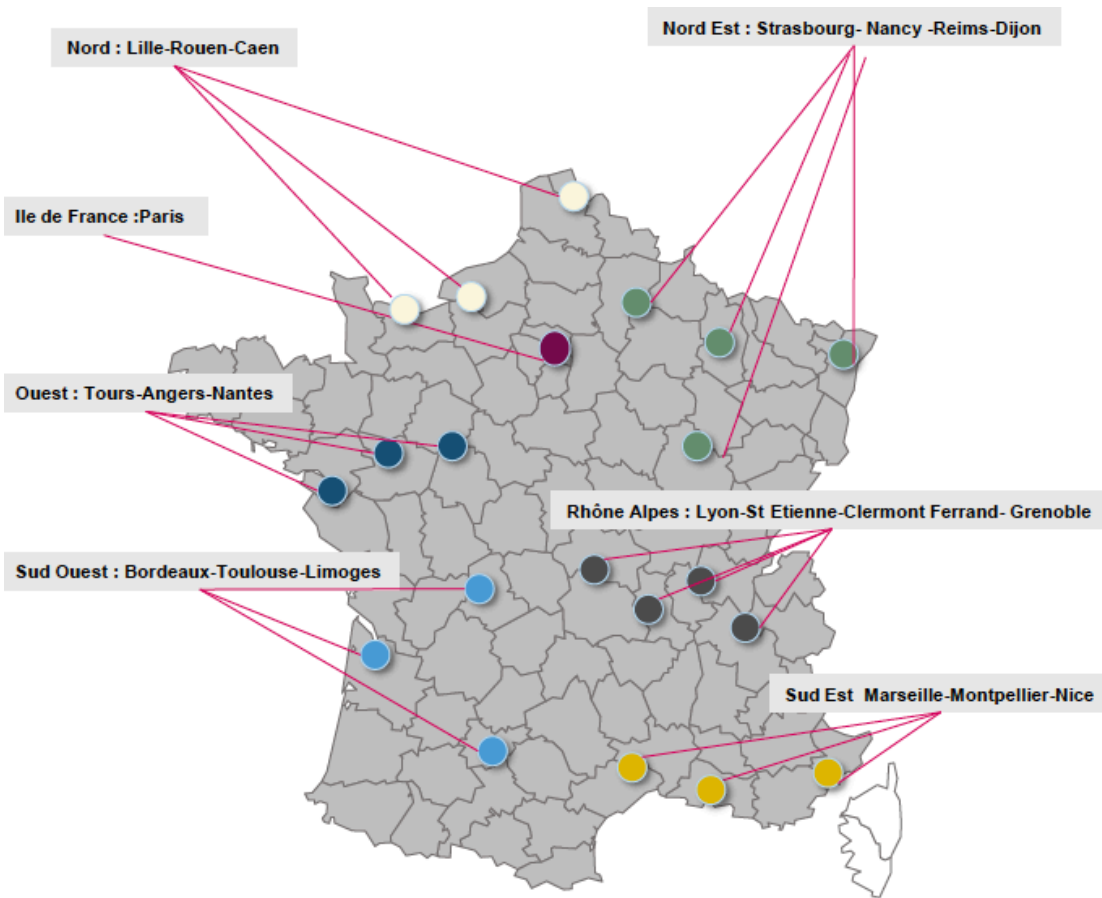 Nord : Lille-Rouen-Caen
Nord Est : Strasbourg- Nancy -Reims-Dijon
Ile de France :Paris
Ouest : Tours-Angers-Nantes
Rhône Alpes : Lyon-St Etienne-Clermont Ferrand- Grenoble
Sud Ouest : Bordeaux-Toulouse-Limoges
Sud Est  Marseille-Montpellier-Nice